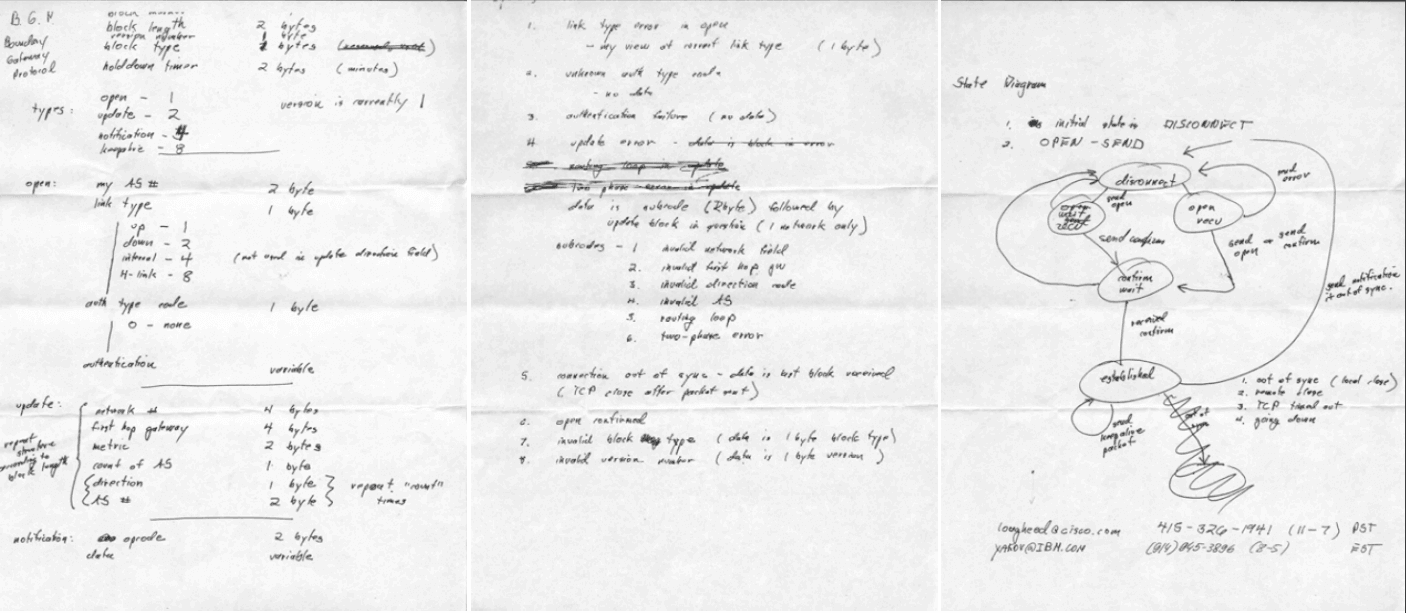 B. G. P.
Boundary
Gateway
Protocol
block length 2 bytes
version number 1 byte
block type 2 bytes
holddown timer 2 bytes (minutes)
types:
open - 1
update - 2
notification - 4
keepalive - 8
version is currently 1
open:
my AS # 2 byte
link type 1 byte
up - 1
down - 2
internal - 4 (not used in update direction field)
H-link - 8
auth type code 1 byte
0 - none
authentication variable
update:
repeat structure according to block length
network # 4 bytes
first hop gateway 4 bytes
metric 2 bytes
count of AS 1 byte
direction 1 byte
AS # 2 byte
repeat "count" times
notification: opcode 2 bytes
data variable
1. link type error in open
- my view of correct link type (1 byte)
2. unknown auth type code
- no data
3. authentication failure (no data)
4. update error - data is block in error
routing loop in update
two phase error in update
data is subcode (2byte) followed by
update block in question (1 network only)
subcodes - 1 invalid network field
2. invalid first hop gw
3. invalid direction code
4. invalid AS
5. routing loop
6. two-phase error
5. connection out of sync - data is last block received
(TCP close after packet sent)
6. open confirmed
7. invalid block type (data is 1 byte block type)
8. invalid version number (data is 1 byte version)
State Diagram
1. initial state is DISCONNECT
2. OPEN-SEND
disconnect
send error
send open
open
recv
send confirm
send or send
open confirm
confirm
wait
send notification
if out of sync.
received
confirm
established
1. out of sync (local close)
2. remote close
3. TCP timed out
4. going down
send
keepalive
packet
lougheed@cisco.com 415-326-1941 (11-7) PST
YAKOV@IBM.COM (914)945-3896 (8-5) EST